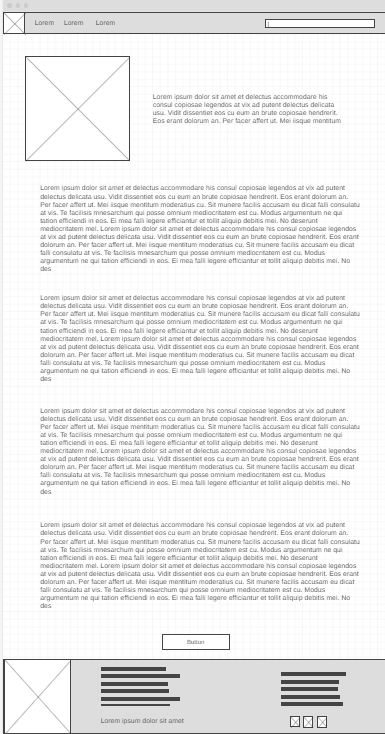 Lorem Lorem Lorem
Lorem ipsum dolor sit amet et delectus accommodare his
consul copiosae legendos at vix ad putent delectata
usu. Vidit dissentiet eos cu eum an brute copiosae
Eos erant dolorum an. Per facer affert ut. Mei iisque mentitum
Lorem ipsum dolor sit amet et delectus accommodare his consul copiosae legendos at vix ad putent
delectus delicata usu. Vidit dissentiet eos cu eum an brute copiosae legendos. Eos erant dolorum an.
Per facer affert ut. Mei iisque mentitum moderatius cu. Sit munere facilis accusam eu dicat facilis consulatu
at vis. Te facilisis mnesarchum qui posse omnium mediocritatem est cu. Modus argumentum ne qui
tation efficiendi in eos. Ei mea falli legere efficiantur et tollit aliquip debitis mei. No deserunt
mediocritatem mei. Lorem ipsum dolor sit amet et delectus accommodare his consul copiosae legendos
at vix ad putent delectus delicata usu. Vidit dissentiet eos cu eum an brute copiosae legendos. Eos erant
dolorum an. Per facer affert ut. Mei iisque mentitum moderatius cu. Sit munere facilis accusam eu dicat
facilis consulatu at vis. Te facilisis mnesarchum qui posse omnium mediocritatem est cu. Modus
argumentum ne qui tation efficiendi in eos. Ei mea falli legere efficiantur et tollit aliquip debitis mei. No
des
Lorem ipsum dolor sit amet et delectus accommodare his consul copiosae legendos at vix ad putent
delectus delicata usu. Vidit dissentiet eos cu eum an brute copiosae legendos. Eos erant dolorum an.
Per facer affert ut. Mei iisque mentitum moderatius cu. Sit munere facilis accusam eu dicat facilis consulatu
at vis. Te facilisis mnesarchum qui posse omnium mediocritatem est cu. Modus argumentum ne qui
tation efficiendi in eos. Ei mea falli legere efficiantur et tollit aliquip debitis mei. No deserunt
mediocritatem mel. Lorem ipsum dolor sit amet et delectus accommodare his consul copiosae legendos
at vix ad putent delectus delicata usu. Vidit dissentiet eos cu eum an brute copiosae legendos. Eos erant
dolorum an. Per facer affert ut. Mei iisque mentitum moderatius cu. Sit munere facilis accusam eu dicat
facilis consulatu at vis. Te facilisis mnesarchum qui posse omnium mediocritatem est cu. Modus
argumentum ne qui tation efficiendi in eos. Ei mea falli legere efficiantur et tollit aliquip debitis mei. No
des
Lorem ipsum dolor sit amet et delectus accommodare his consul copiosae legendos at vix ad putent
delectus delicata usu. Vidit dissentiet eos cu eum an brute copiosae legendos. Eos erant dolorum an.
Per facer affert ut. Mei iisque mentitum moderatius cu. Sit munere facilis accusam eu dicat facilis consulatu
at vis. Te facilisis mnesarchum qui posse omnium mediocritatem est cu. Modus argumentum ne qui
tation efficiendi in eos. Ei mea falli legere efficiantur et tollit aliquip debitis mei. No deserunt
mediocritatem mel. Lorem ipsum dolor sit amet et delectus accommodare his consul copiosae legendos
at vix ad putent delectus delicata usu. Vidit dissentiet eos cu eum an brute copiosae legendos. Eos erant
dolorum an. Per facer affert ut. Mei iisque mentitum moderatius cu. Sit munere facilis accusam eu dicat
facilis consulatu at vis. Te facilisis mnesarchum qui posse omnium mediocritatem est cu. Modus
argumentum ne qui tation efficiendi in eos. Ei mea falli legere efficiantur et tollit aliquip debitis mei. No
des
Lorem ipsum dolor sit amet et delectus accommodare his consul copiosae legendos at vix ad putent
delectus delicata usu. Vidit dissentiet eos cu eum an brute copiosae legendos. Eos erant dolorum an.
Per facer affert ut. Mei iisque mentitum moderatius cu. Sit munere facilis accusam eu dicat facilis consulatu
at vis. Te facilisis mnesarchum qui posse omnium mediocritatem est cu. Modus argumentum ne qui
tation efficiendi in eos. Ei mea falli legere efficiantur et tollit aliquip debitis mei. No deserunt
mediocritatem mel. Lorem ipsum dolor sit amet et delectus accommodare his consul copiosae legendos
at vix ad putent delectus delicata usu. Vidit dissentiet eos cu eum an brute copiosae legendos. Eos erant
dolorum an. Per facer affert ut. Mei iisque mentitum moderatius cu. Sit munere facilis accusam eu dicat
facilis consulatu at vis. Te facilisis mnesarchum qui posse omnium mediocritatem est cu. Modus
argumentum ne qui tation efficiendi in eos. Ei mea falli legere efficiantur et tollit aliquip debitis mei. No
des
Button
Lorem ipsum dolor sit amet